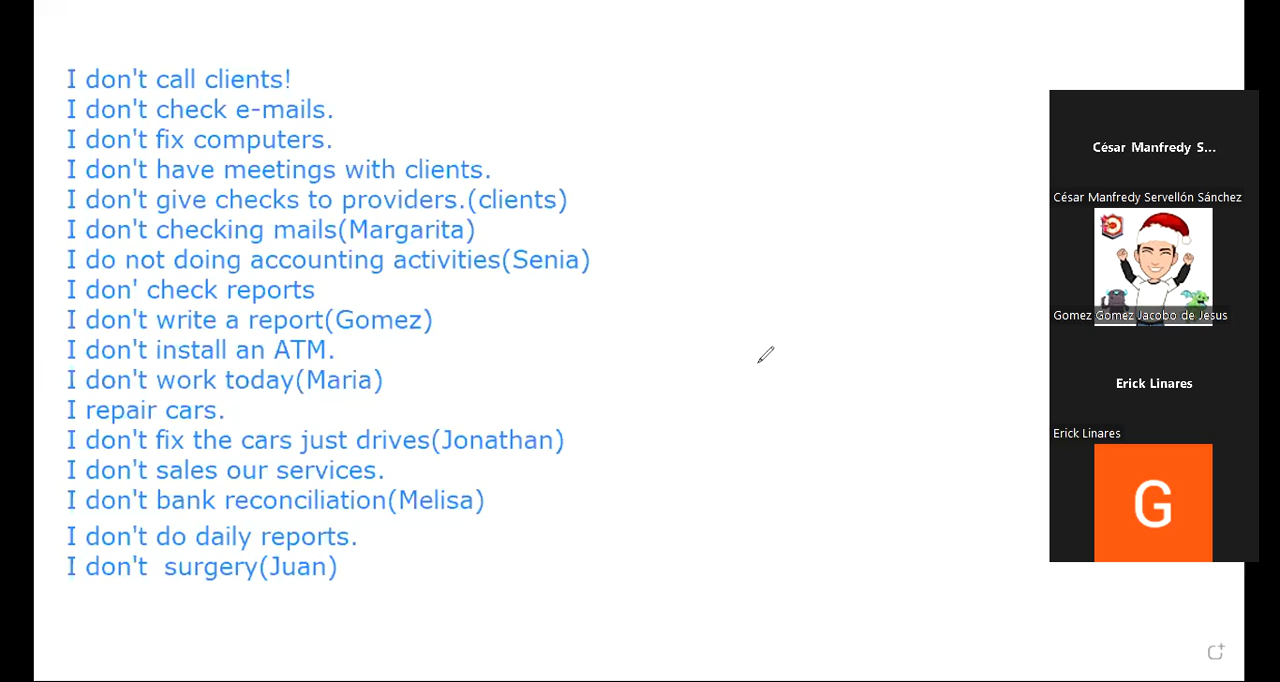 I don't call clients!
I don't check e-mails.
I don't fix computers.
I don't have meetings with clients.
I don't give checks to providers.(clients)
I don't checking mails(Margarita)
I do not doing accounting activities(Senia)
I don' check reports
I don't write a report(Gomez)
I don't install an ATM.
I don't work today(Maria)
I repair cars.
I don't fix the cars just drives(Jonathan)
I don't sales our services.
I don't bank reconciliation(Melisa)
I don't do daily reports.
I don't  surgery(Juan)
César Manfredy S...
César Manfredy Servellón Sánchez
Gomez Gomez Jacobo de Jesus
Erick Linares
Erick Linares
G